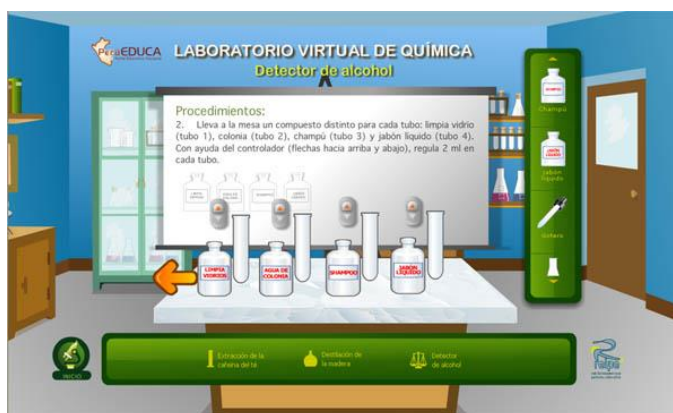 PerúEDUCA
LABORATORIO VIRTUAL DE QUÍMICA
Detector de alcohol
Procedimientos:
2. Lleva a la mesa un compuesto distinto para cada tubo: limpia vidrio
(tubo 1), colonia (tubo 2), champú (tubo 3) y jabón líquido (tubo 4).
Con ayuda del controlador (flechas hacia arriba y abajo), regula 2 ml en
cada tubo.
SHAMPOO
Champú
JABÓN
LÍQUIDO
Jabón
líquido
Gotero
LIMPIA
VIDRIOS
AGUA DE
COLONIA
SHAMPOO
JABÓN
LÍQUIDO
INICIO
Extracción de la
cafeína del té
Destilación de
la madera
Detector
de alcohol